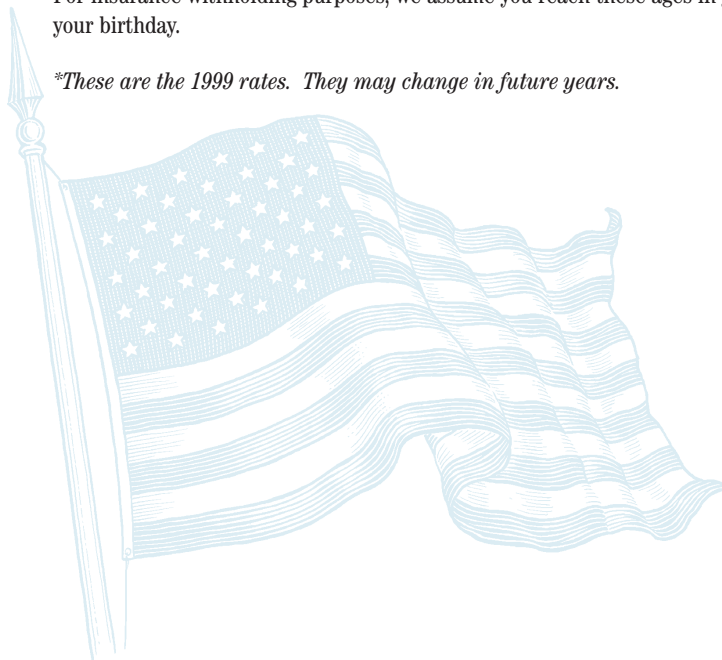 For insurance withholding purposes, we assume you reach these ages in
your birthday.
*These are the 1999 rates. They may change in future years.